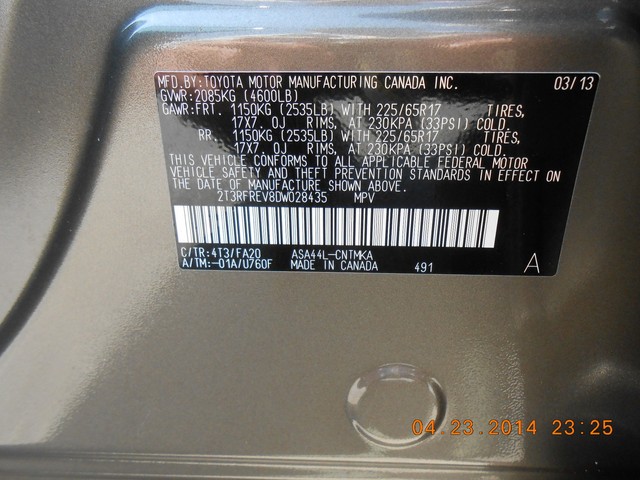 MFD.BY:TOYOTA MOTOR MANUFACTURING CANADA INC. 03/13
GVWR:2085KG (4600LB)
GAWR:FRT. 1150KG (2535LB) WITH 225/65R17 TIRES,
17X7.0J RIMS, AT 230KPA (33PSI) COLD.
RR. 1150KG (2535LB) WITH 225/65R17 TIRES,
17X7.0J RIMS, AT 230KPA (33PSI) COLD.
THIS VEHICLE CONFORMS TO ALL APPLICABLE FEDERAL MOTOR
VEHICLE SAFETY AND THEFT PREVENTION STANDARDS IN EFFECT ON
THE DATE OF MANUFACTURE SHOWN ABOVE.
2T3RFREV8DW028435 MPV
C/TR:4T3/FA20 ASA44L-CNTMKA
A/TM:-01A/U760F MADE IN CANADA 491 A
04.23.2014 23:25